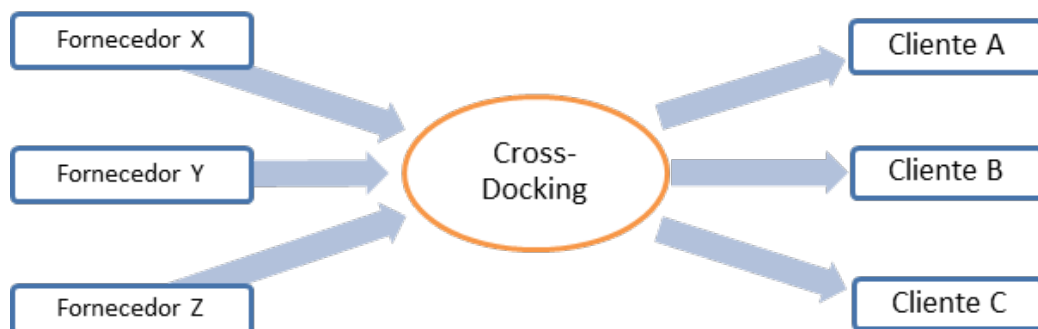 Fornecedor X
Fornecedor Y
Fornecedor Z
Cross-
Docking
Cliente A
Cliente B
Cliente C